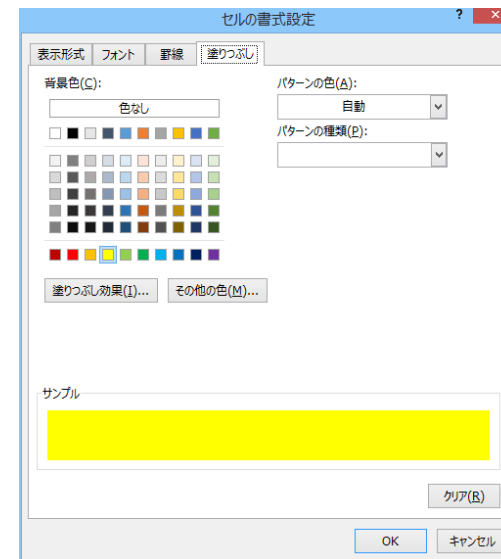 セルの書式設定 ?
表示形式 フォント 罫線 塗りつぶし
背景色(C): パターンの色(A):
色なし 自動
パターンの種類(P):
塗りつぶし効果(I)... その他の色(M)...
サンプル
クリア(R)
OK キャンセル